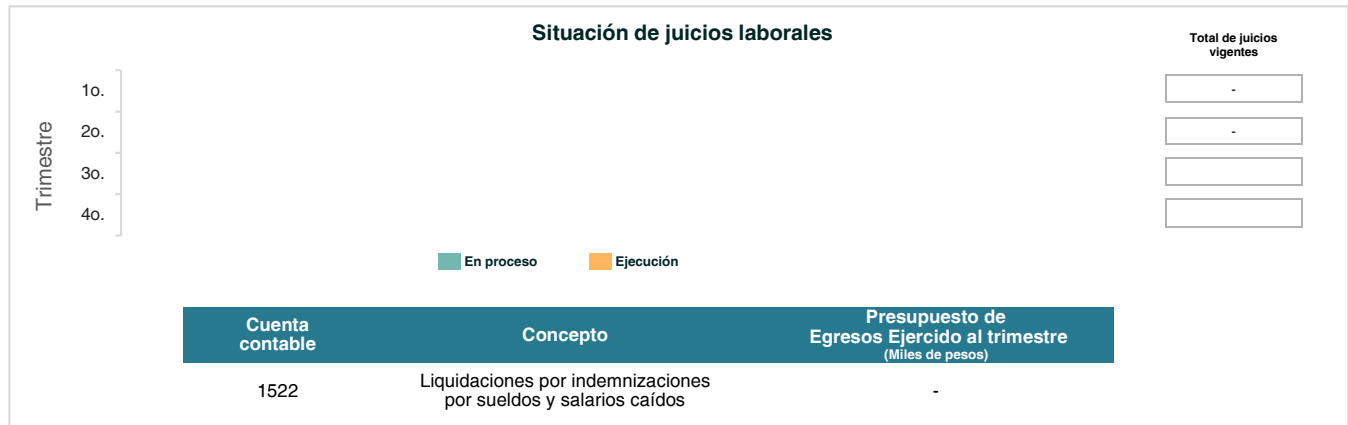 Situación de juicios laborales
Total de juicios
vigentes
Trimestre
1o.
-
2o.
-
3o.
4o.
En proceso
Ejecución
Cuenta
contable
Concepto
Presupuesto de
Egresos Ejercido al trimestre
(Miles de pesos)
1522
Liquidaciones por indemnizaciones
por sueldos y salarios caídos
-